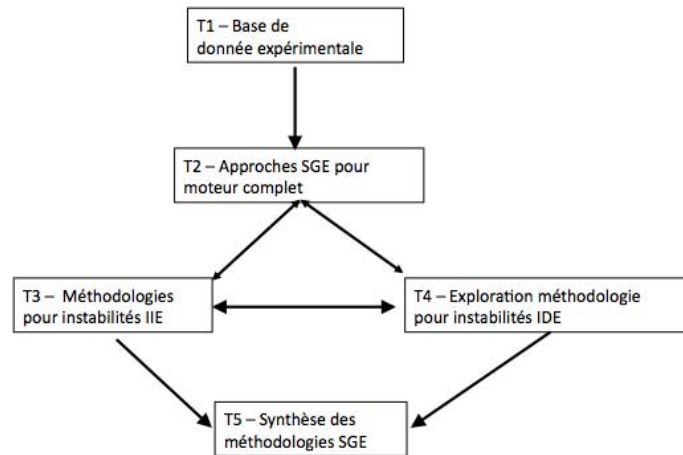 T1 – Base de
donnée expérimentale
T2 – Approches SGE pour
moteur complet
T3 – Méthodologies
pour instabilités IIE
T4 – Exploration méthodologie
pour instabilités IDE
T5 – Synthèse des
méthodologies SGE